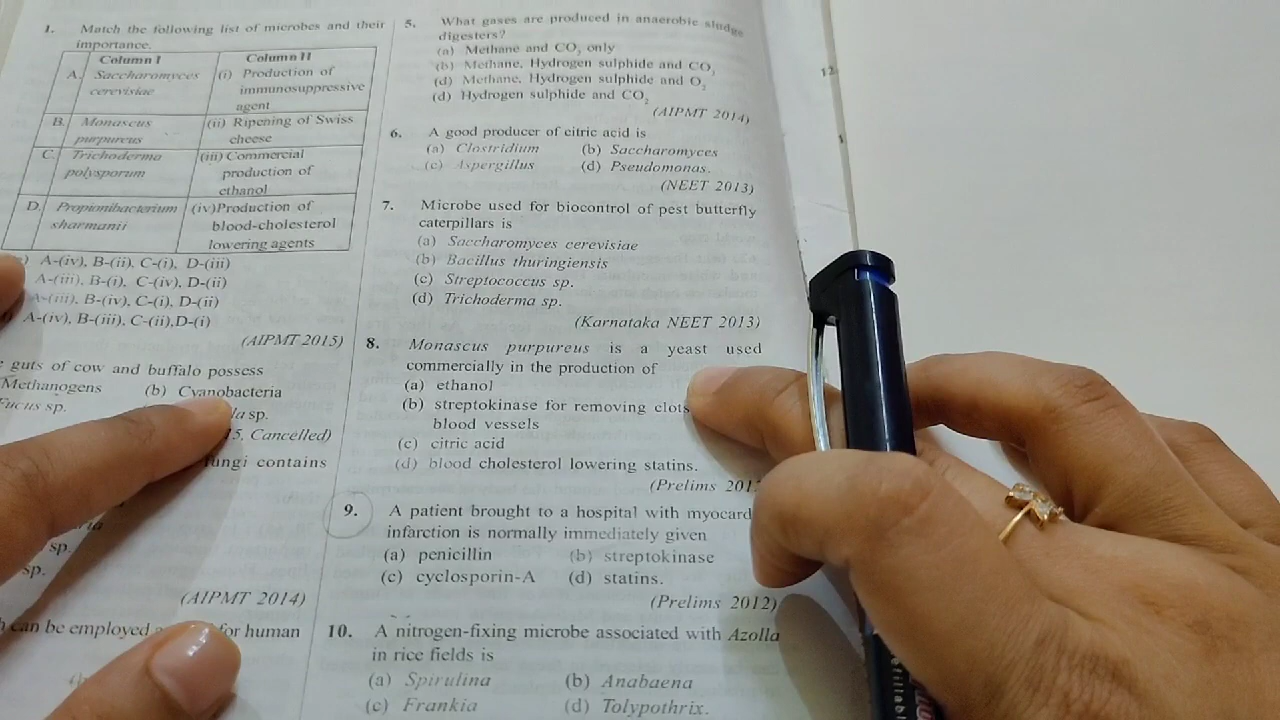 1. Match the following list of microbes and their
importance.
Column I Column II
A. Saccharomyces cerevisiae (i) Production of immunosuppressive agent
B. Monascus purpureus (ii) Ripening of Swiss cheese
C. Trichoderma polysporum (iii) Commercial production of ethanol
D. Propionibacterium sharmanii (iv) Production of blood-cholesterol lowering agents
A-(iv), B-(ii), C-(i), D-(iii)
A-(iii), B-(i), C-(iv), D-(ii)
A-(iii), B-(iv), C-(i), D-(ii)
A-(iv), B-(iii), C-(ii),D-(i)
(AIPMT 2015)
guts of cow and buffalo possess
Methanogens (b) Cyanobacteria
Fucus sp. sp.
15, Cancelled)
fungi contains
sp.
sp.
(AIPMT 2014)
can be employed for human
5. What gases are produced in anaerobic sludge
digesters?
(a) Methane and CO2 only
(b) Methane, Hydrogen sulphide and CO2
(d) Methane, Hydrogen sulphide and O2
(d) Hydrogen sulphide and CO2
(AIPMT 2014)
6. A good producer of citric acid is
(a) Clostridium (b) Saccharomyces
(c) Aspergillus (d) Pseudomonas.
(NEET 2013)
7. Microbe used for biocontrol of pest butterfly
caterpillars is
(a) Saccharomyces cerevisiae
(b) Bacillus thuringiensis
(c) Streptococcus sp.
(d) Trichoderma sp.
(Karnataka NEET 2013)
8. Monascus purpureus is a yeast used
commercially in the production of
(a) ethanol
(b) streptokinase for removing clots
blood vessels
(c) citric acid
(d) blood cholesterol lowering statins.
(Prelims 201
9. A patient brought to a hospital with myocard
infarction is normally immediately given
(a) penicillin (b) streptokinase
(c) cyclosporin-A (d) statins.
(Prelims 2012)
10. A nitrogen-fixing microbe associated with Azolla
in rice fields is
(a) Spirulina (b) Anabaena
(c) Frankia (d) Tolypothrix.
12.